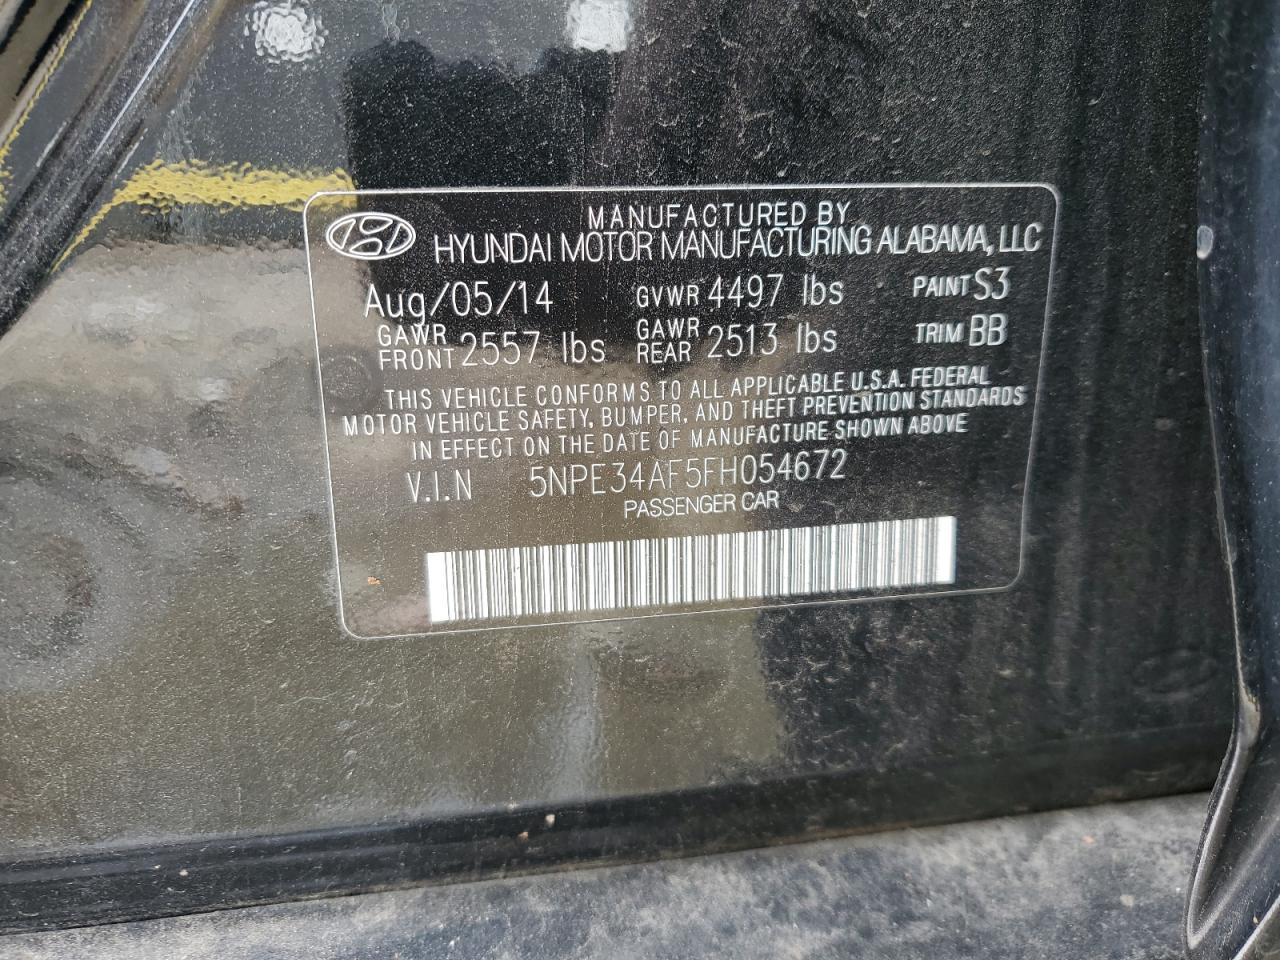 MANUFACTURED BY
HYUNDAI MOTOR MANUFACTURING ALABAMA, LLC
Aug/05/14 GVWR 4497 lbs PAINT S3
GAWR FRONT 2557 lbs GAWR REAR 2513 lbs TRIM BB
THIS VEHICLE CONFORMS TO ALL APPLICABLE U.S.A. FEDERAL
MOTOR VEHICLE SAFETY, BUMPER, AND THEFT PREVENTION STANDARDS
IN EFFECT ON THE DATE OF MANUFACTURE SHOWN ABOVE
V.I.N 5NPE34AF5FH054672
PASSENGER CAR